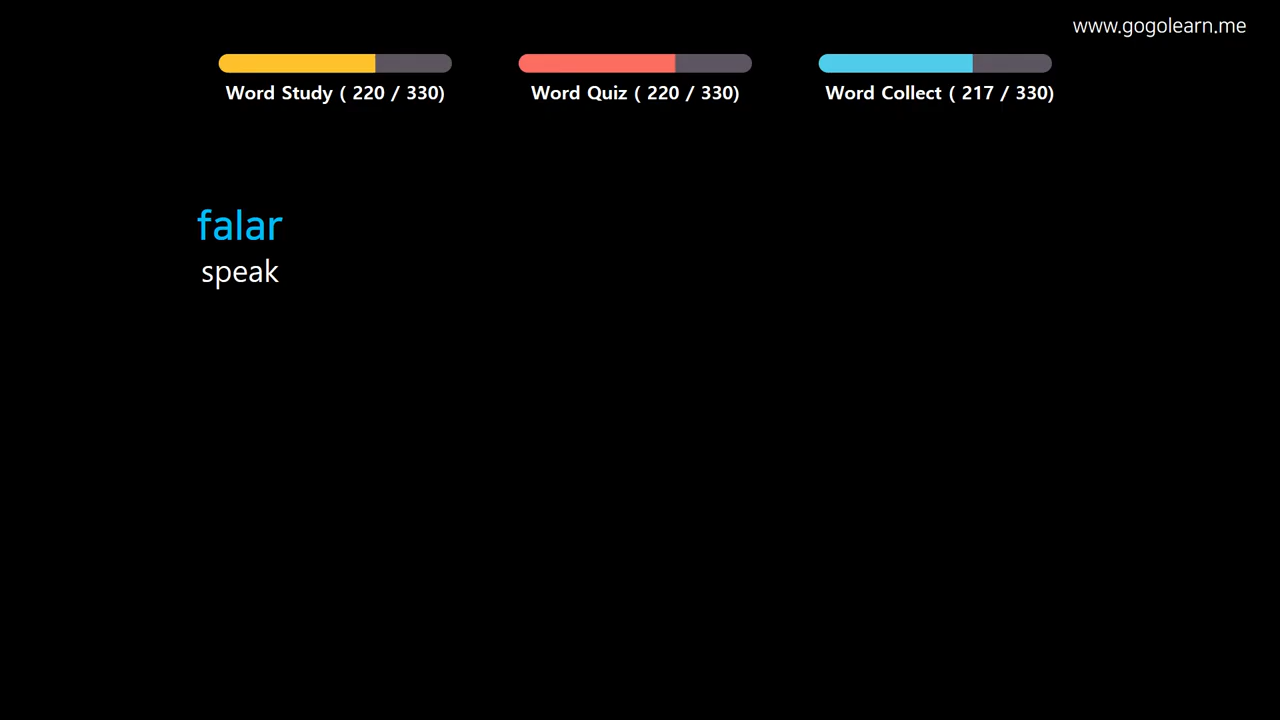 www.gogolearn.me
Word Study ( 220 / 330)
Word Quiz ( 220 / 330)
Word Collect ( 217 / 330)
falar
speak